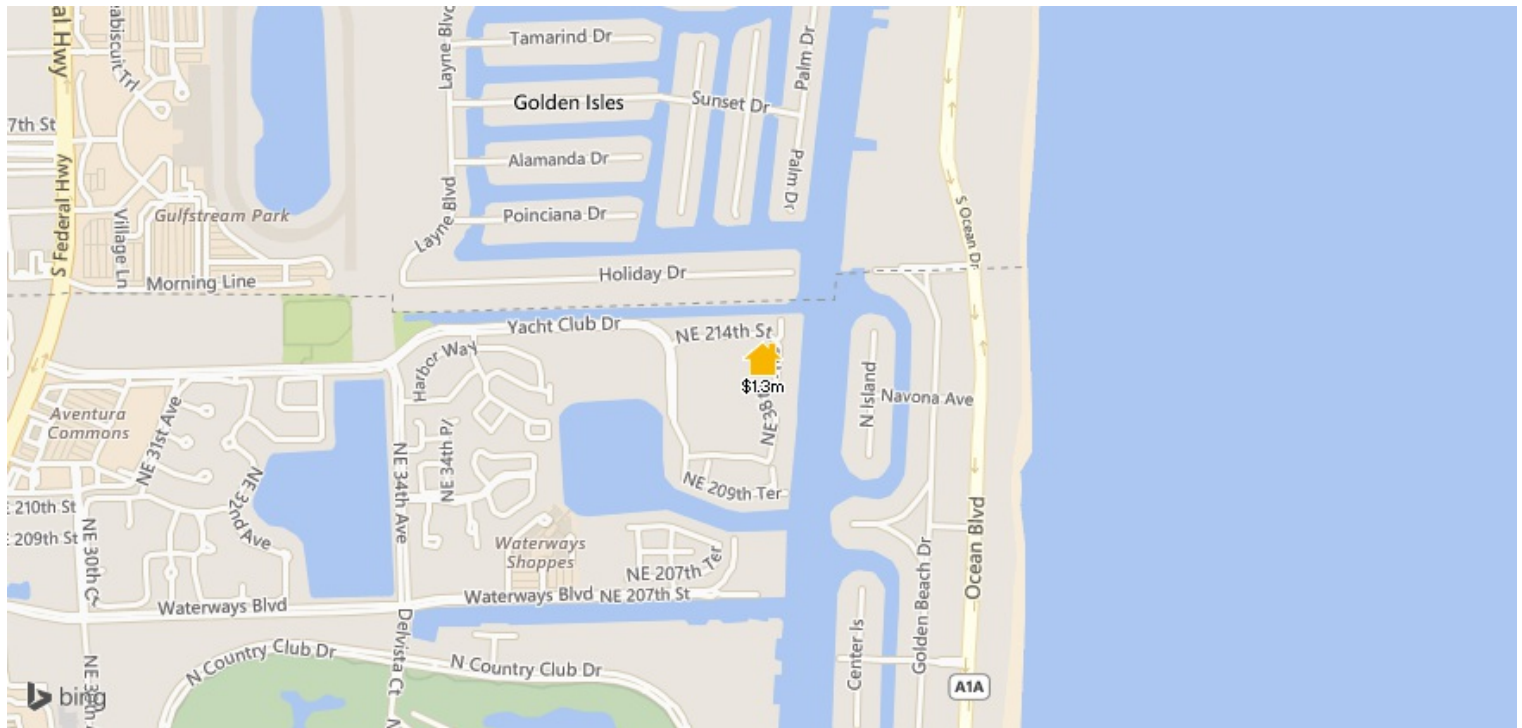 al Hwy
eabiscuit Trl
Layne Blvd
Tamarind Dr
Palm Dr
Golden Isles
Sunset Dr
7th St
Alamanda Dr
Palm Dr
S Federal Hwy
Village Ln
Gulfstream Park
Layne Blvd
Poinciana Dr
S Ocean Dr
Morning Line
Holiday Dr
Yacht Club Dr
NE 214th St
Harbor Way
$1.3m
NE 38th
N Island
Navona Ave
Aventura
Commons
NE 31st Ave
NE 34th Pl
NE 34th Ave
NE 32nd Ave
NE 209th Ter
E 210th St
E 209th St
NE 30th Ct
Waterways
Shoppes
Ocean Blvd
NE 207th Ter
Waterways Blvd
Waterways Blvd
NE 207th St
Golden Beach Dr
Center Is
Delvista Ct
N Country Club Dr
N Country Club Dr
A1A
bing